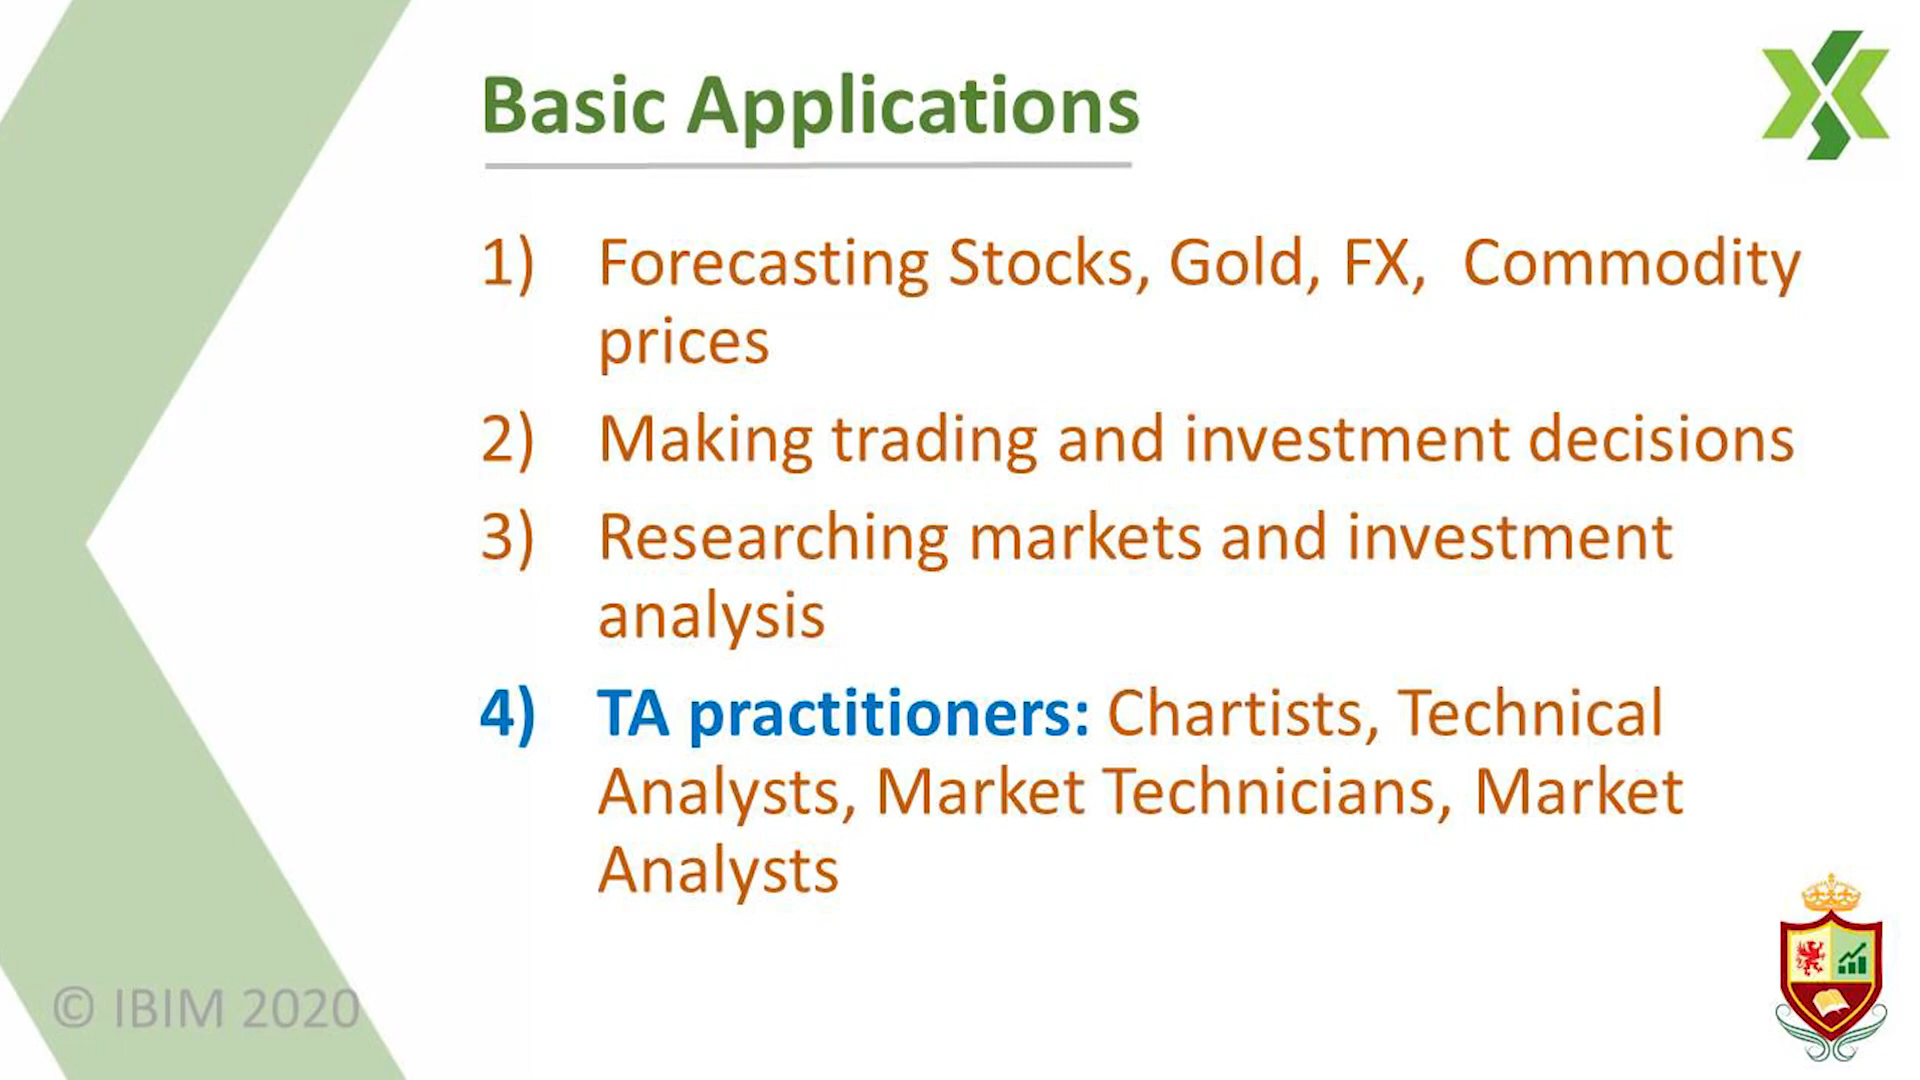 Basic Applications
1) Forecasting Stocks, Gold, FX, Commodity
prices
2) Making trading and investment decisions
3) Researching markets and investment
analysis
4) TA practitioners: Chartists, Technical
Analysts, Market Technicians, Market
Analysts
© IBIM 2020